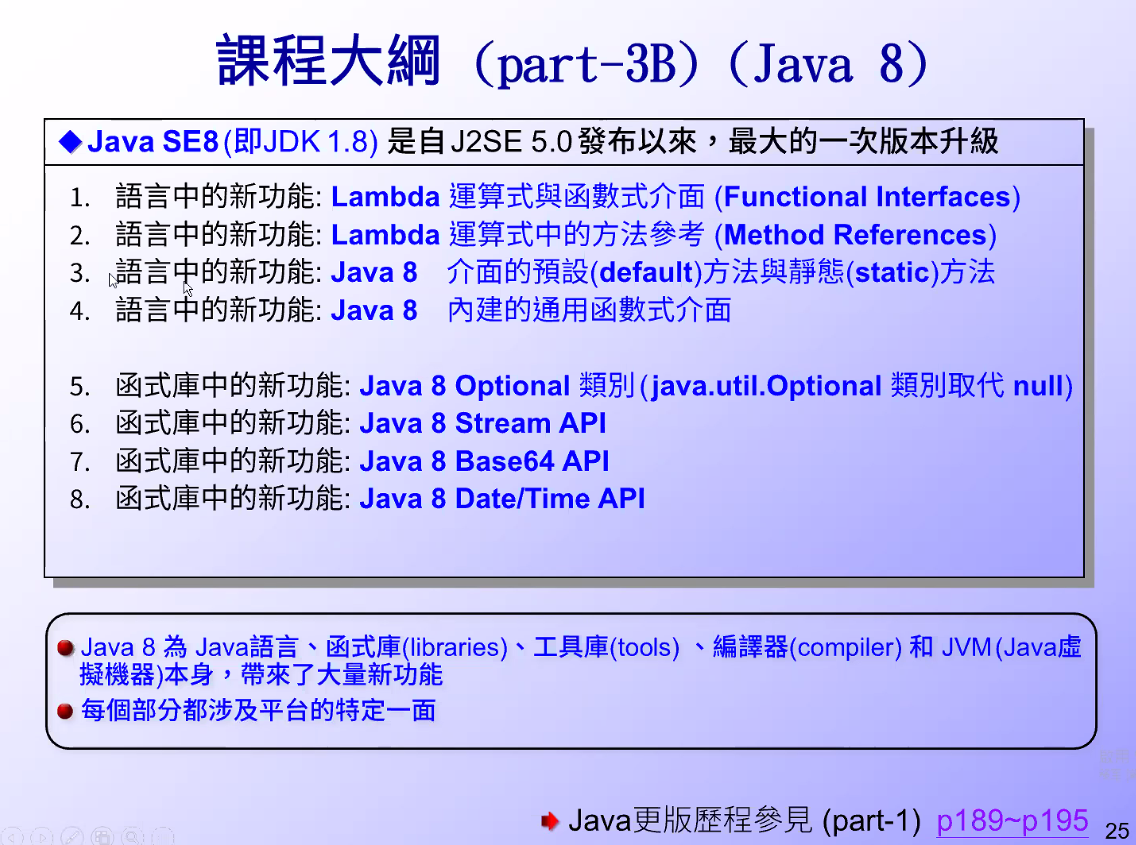 課程大綱 (part-3B) (Java 8)
◆Java SE8(即JDK 1.8) 是自J2SE 5.0發布以來，最大的一次版本升級
1. 語言中的新功能: Lambda 運算式與函數式介面 (Functional Interfaces)
2. 語言中的新功能: Lambda 運算式中的方法參考 (Method References)
3. 語言中的新功能: Java 8 介面的預設(default)方法與靜態(static)方法
4. 語言中的新功能: Java 8 內建的通用函數式介面
5. 函式庫中的新功能: Java 8 Optional 類別(java.util.Optional 類別取代 null)
6. 函式庫中的新功能: Java 8 Stream API
7. 函式庫中的新功能: Java 8 Base64 API
8. 函式庫中的新功能: Java 8 Date/Time API
Java 8 為 Java語言、函式庫(libraries)、工具庫(tools) 、編譯器(compiler) 和 JVM(Java虛
擬機器)本身，帶來了大量新功能
每個部分都涉及平台的特定一面
Java更版歷程參見 (part-1) p189~p195
25